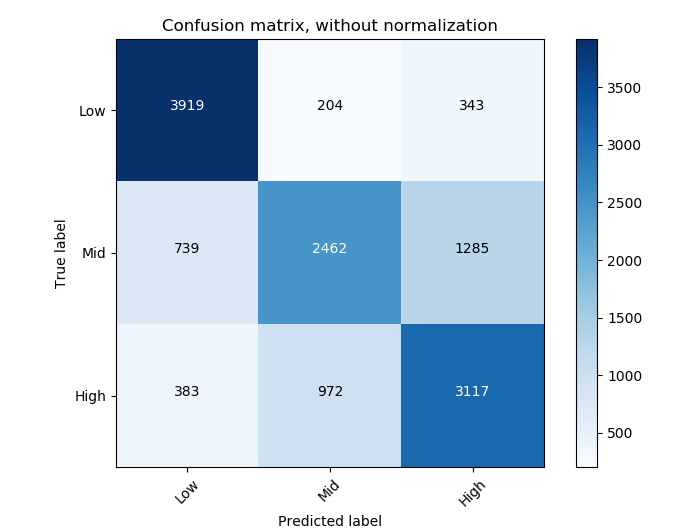 Confusion matrix, without normalization
Low 3919 204 343
Mid 739 2462 1285
High 383 972 3117
Low Mid High
True label
Predicted label
3500
3000
2500
2000
1500
1000
500